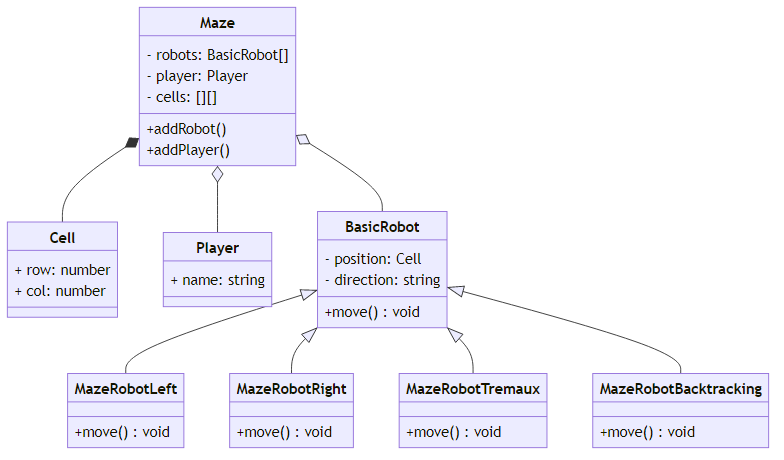 Maze
- robots: BasicRobot[]
- player: Player
- cells: [][]
+addRobot()
+addPlayer()
Cell
+ row: number
+ col: number
Player
+ name: string
BasicRobot
- position: Cell
- direction: string
+move() : void
MazeRobotLeft
+move() : void
MazeRobotRight
+move() : void
MazeRobotTremaux
+move() : void
MazeRobotBacktracking
+move() : void